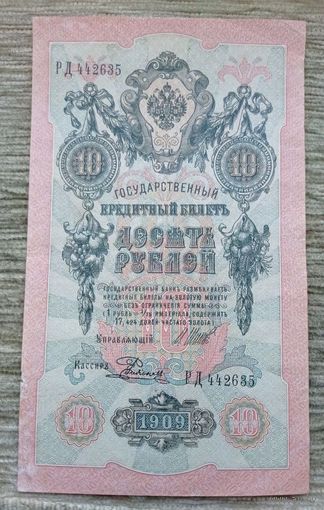 РД 442635
10 10
ГОСУДАРСТВЕННЫЙ
КРЕДИТНЫЙ БИЛЕТЪ
ДЕСЯТЬ
РУБЛЕЙ
ГОСУДАРСТВЕННЫЙ БАНКЪ РАЗМѢНИВАЕТЪ
КРЕДИТНЫЕ БИЛЕТЫ НА ЗОЛОТУЮ МОНЕТУ
БЕЗЪ ОГРАНИЧЕНІЯ СУММЫ
(1 РУБЛЬ = 1/15 ИМПЕРІАЛА, СОДЕРЖИТЪ
17,424 ДОЛЕЙ ЧИСТАГО ЗОЛОТА)
Управляющій
Кассиръ
РД 442635
10 1909 10